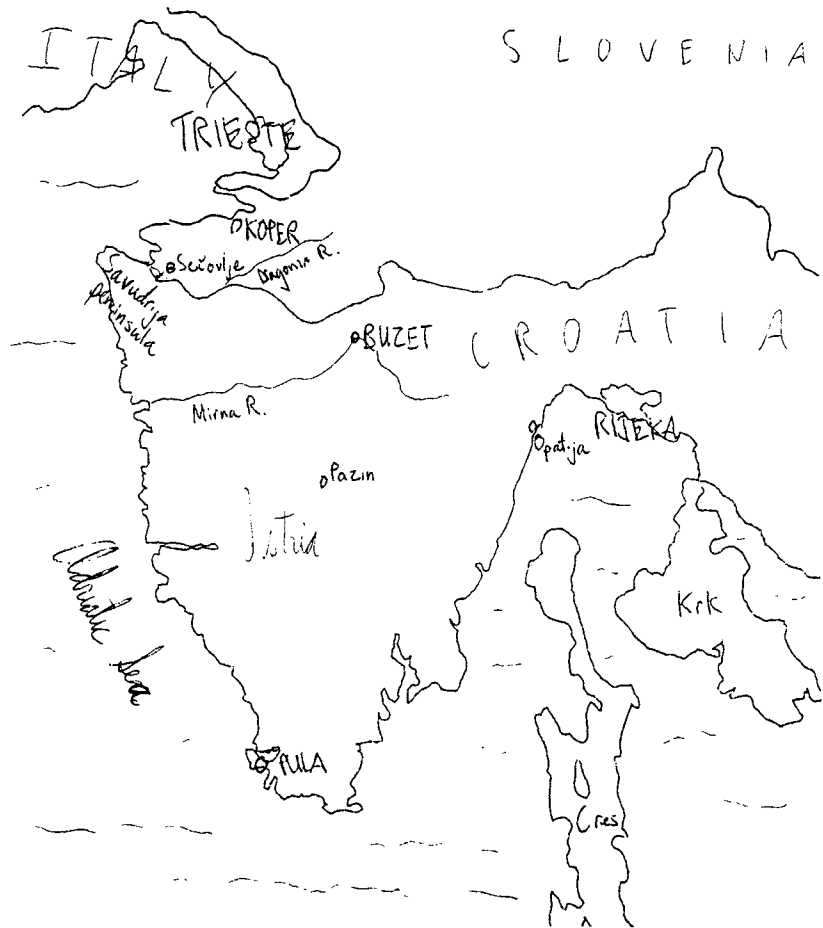 ITALY
SLOVENIA
TRIESTE
KOPER
Sečovlje
Dragonja R.
Savudrija
peninsula
BUZET
CROATIA
Mirna R.
RIJEKA
Opatija
Pazin
Istria
Adriatic Sea
Krk
PULA
Cres